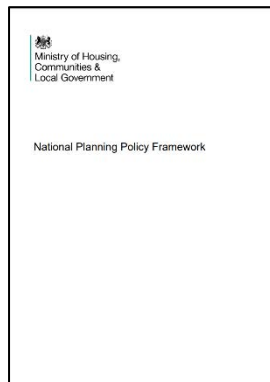 Ministry of Housing,
Communities &
Local Government
National Planning Policy Framework